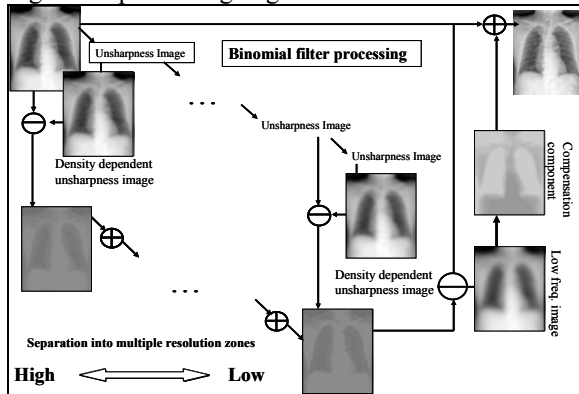 Unsharpness Image
Binomial filter processing
. . .
Unsharpness Image
Unsharpness Image
Density dependent
unsharpness image
Compensation
component
Density dependent
unsharpness image
Low freq. image
. . .
Separation into multiple resolution zones
High
Low